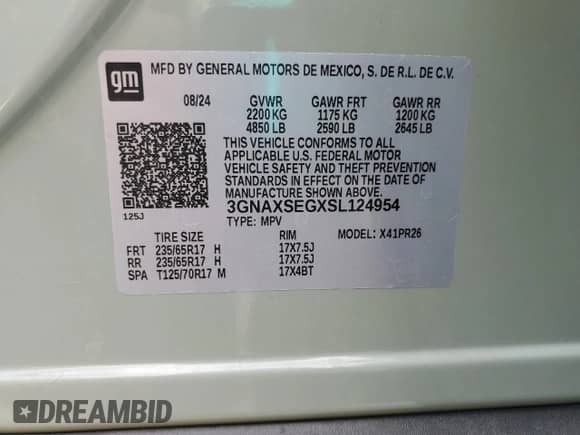 gm
MFD BY GENERAL MOTORS DE MEXICO, S. DE R.L. DE C.V.
08/24 GVWR GAWR FRT GAWR RR
2200 KG 1175 KG 1200 KG
4850 LB 2590 LB 2645 LB
THIS VEHICLE CONFORMS TO ALL
APPLICABLE U.S. FEDERAL MOTOR
VEHICLE SAFETY AND THEFT PREVENTION
STANDARDS IN EFFECT ON THE DATE OF
MANUFACTURE SHOWN ABOVE.
3GNAXSEGXSL124954
125J
TYPE: MPV
TIRE SIZE RIM MODEL: X41PR26
FRT 235/65R17 H 17X7.5J
RR 235/65R17 H 17X7.5J
SPA T125/70R17 M 17X4BT
DREAMBID